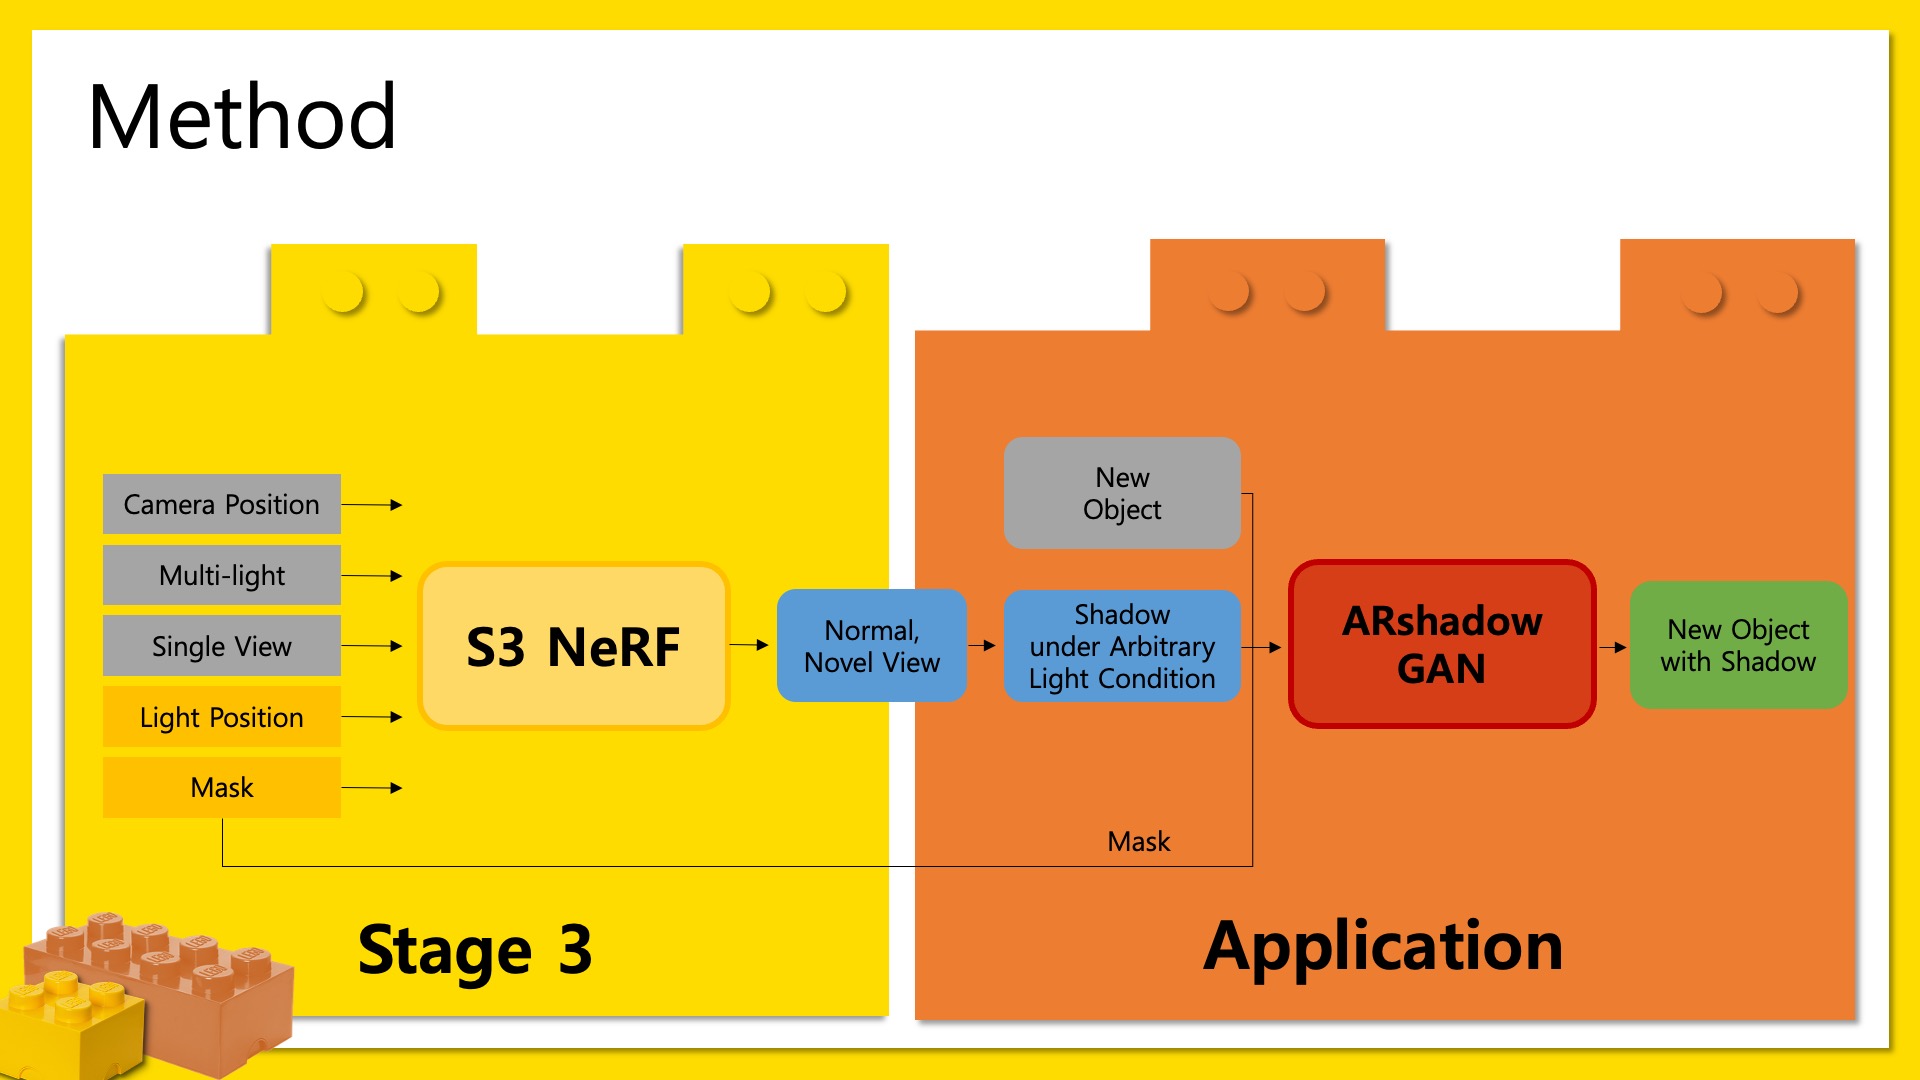 Method
Camera Position
Multi-light
Single View
Light Position
Mask
S3 NeRF
Normal,
Novel View
Stage 3
New
Object
Shadow
under Arbitrary
Light Condition
Mask
ARshadow
GAN
New Object
with Shadow
Application